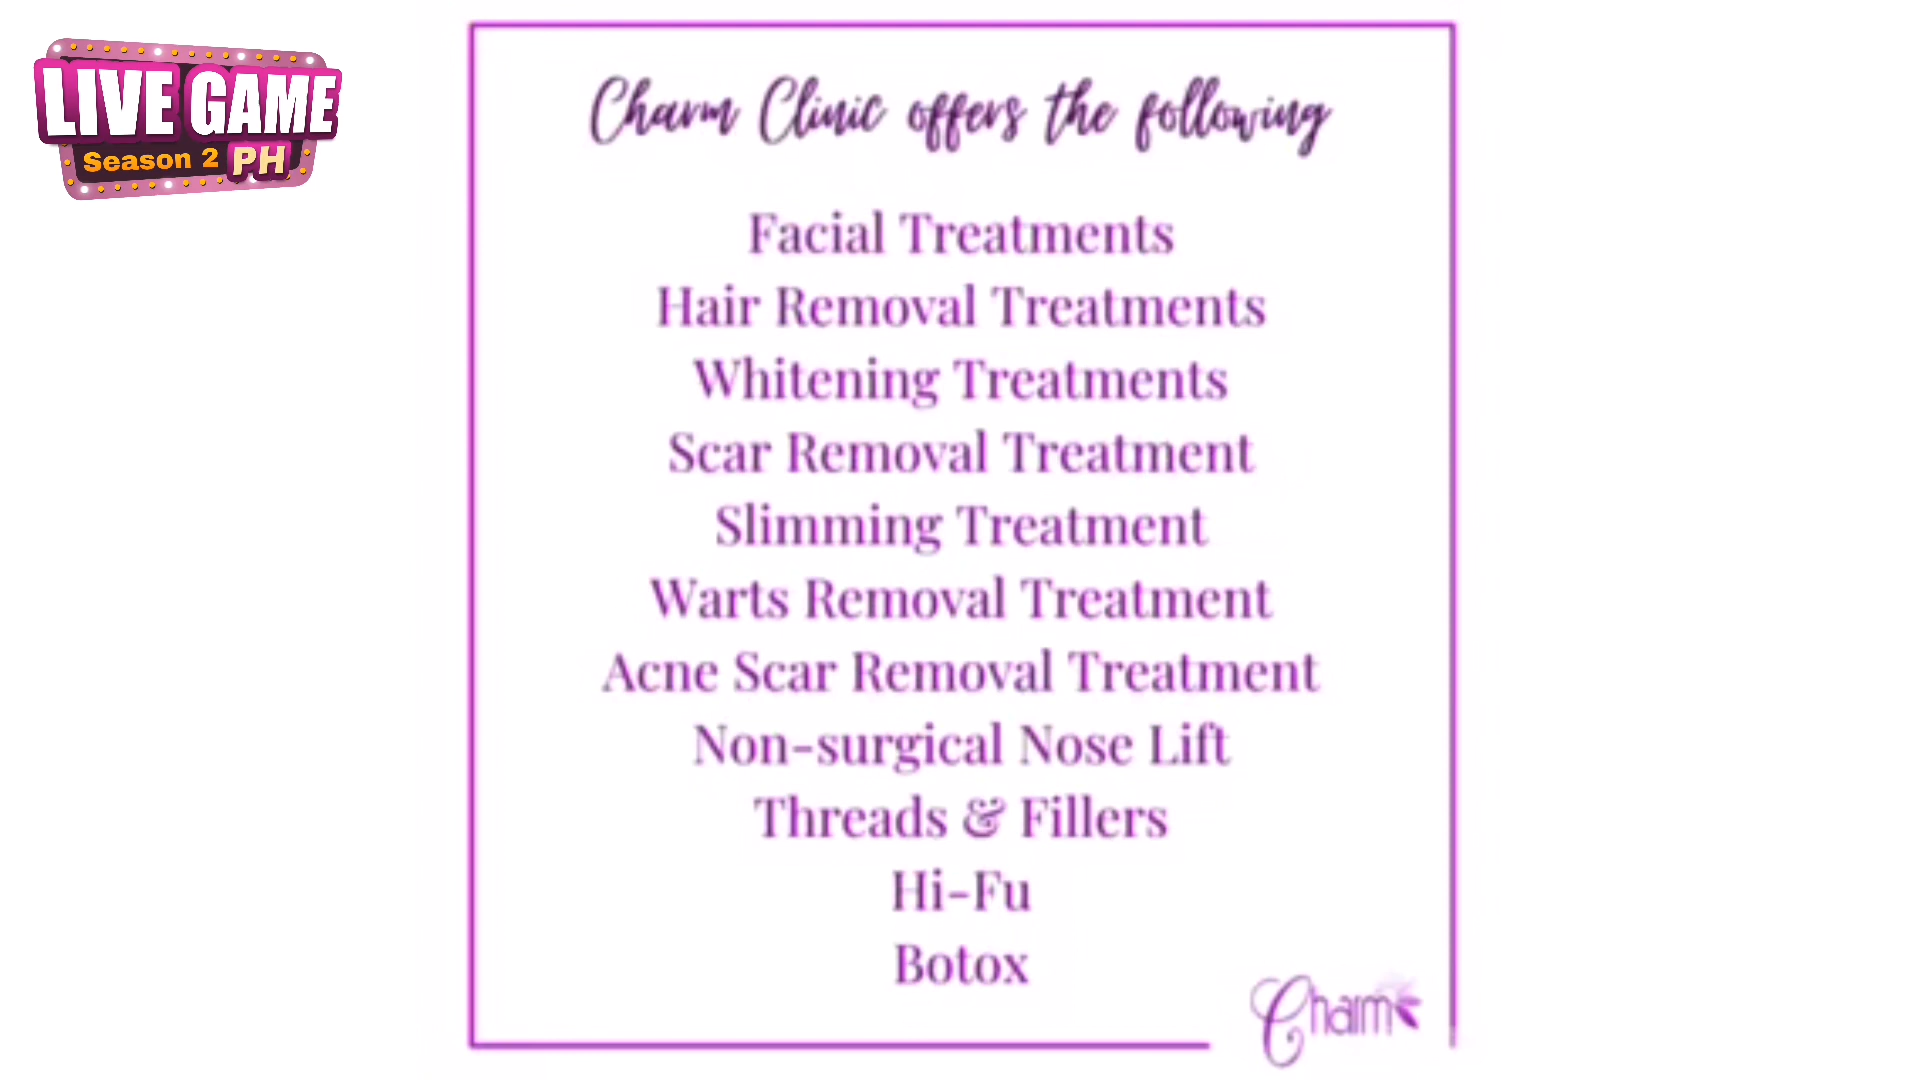 LIVE GAME
Season 2 PH
Charm Clinic offers the following
Facial Treatments
Hair Removal Treatments
Whitening Treatments
Scar Removal Treatment
Slimming Treatment
Warts Removal Treatment
Acne Scar Removal Treatment
Non-surgical Nose Lift
Threads & Fillers
Hi-Fu
Botox
Charm